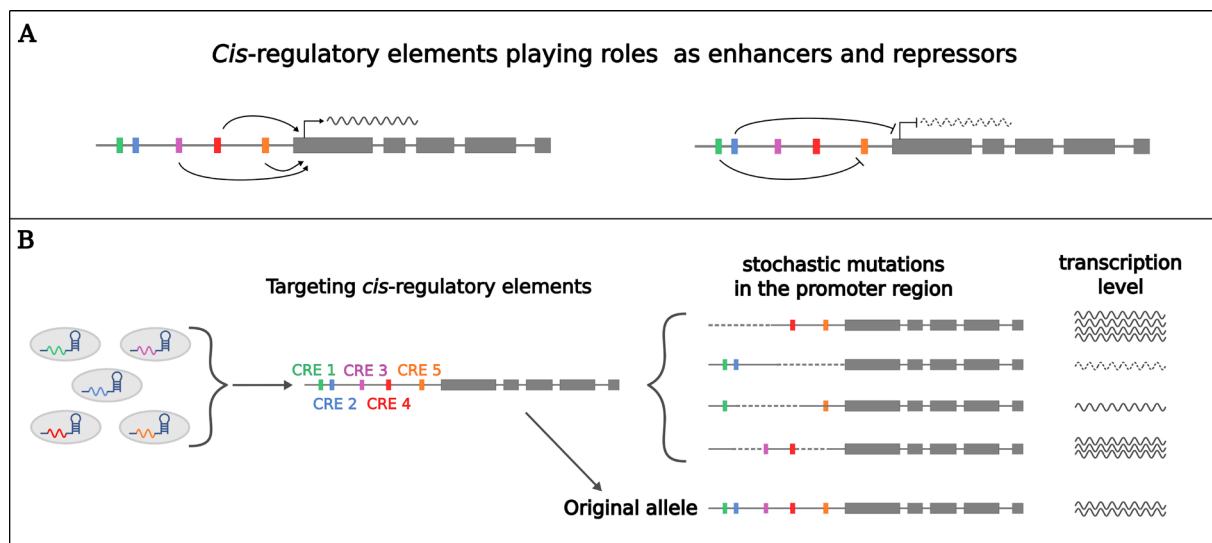 A
Cis-regulatory elements playing roles as enhancers and repressors
B
Targeting cis-regulatory elements
stochastic mutations
in the promoter region
transcription
level
CRE 1 CRE 3 CRE 5
CRE 2 CRE 4
Original allele